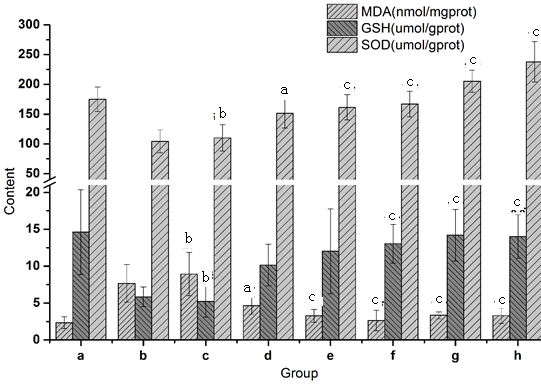 MDA(nmol/mgprot)
GSH(umol/gprot)
SOD(umol/gprot)
300
250
200
150
100
50
20
15
10
5
0
Content
b
c
a
c
c
c
c
b
b
a
c
c
c
c
c
c
c
a b c d e f g h
Group